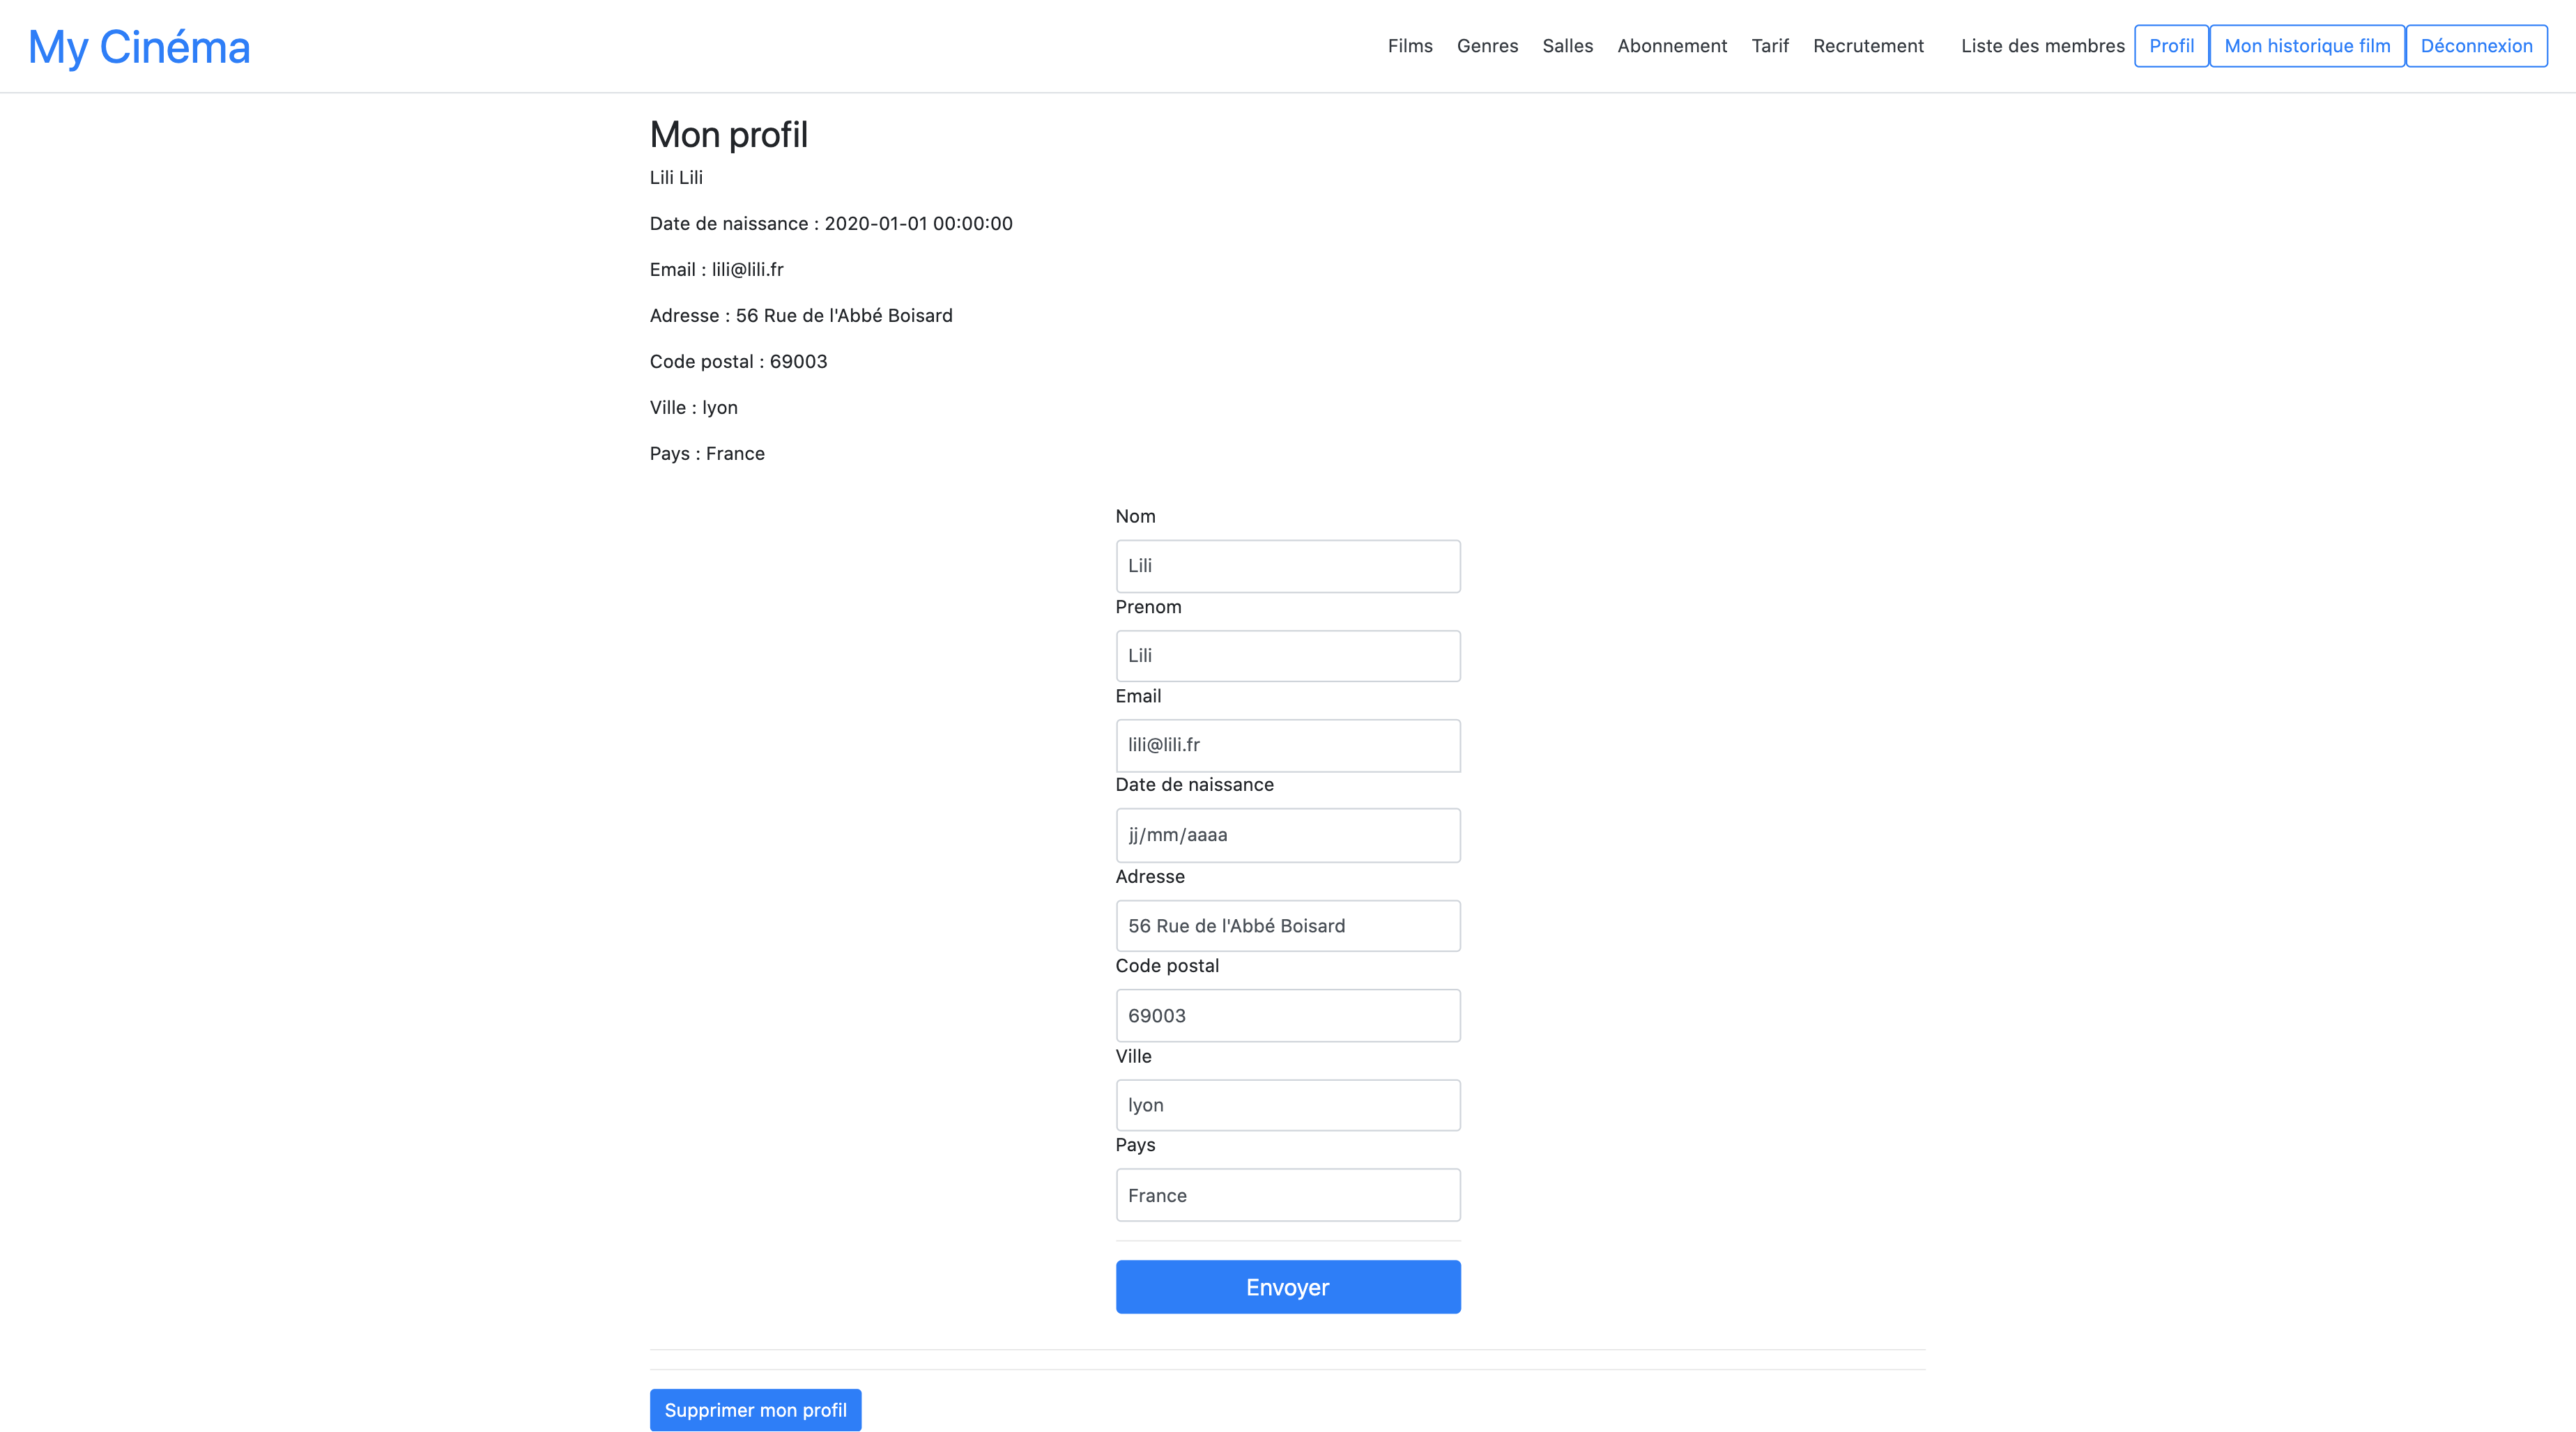 My Cinéma
Films Genres Salles Abonnement Tarif Recrutement Liste des membres Profil Mon historique film Déconnexion
Mon profil
Lili Lili
Date de naissance : 2020-01-01 00:00:00
Email : lili@lili.fr
Adresse : 56 Rue de l'Abbé Boisard
Code postal : 69003
Ville : lyon
Pays : France
Nom
Lili
Prenom
Lili
Email
lili@lili.fr
Date de naissance
jj/mm/aaaa
Adresse
56 Rue de l'Abbé Boisard
Code postal
69003
Ville
lyon
Pays
France
Envoyer
Supprimer mon profil